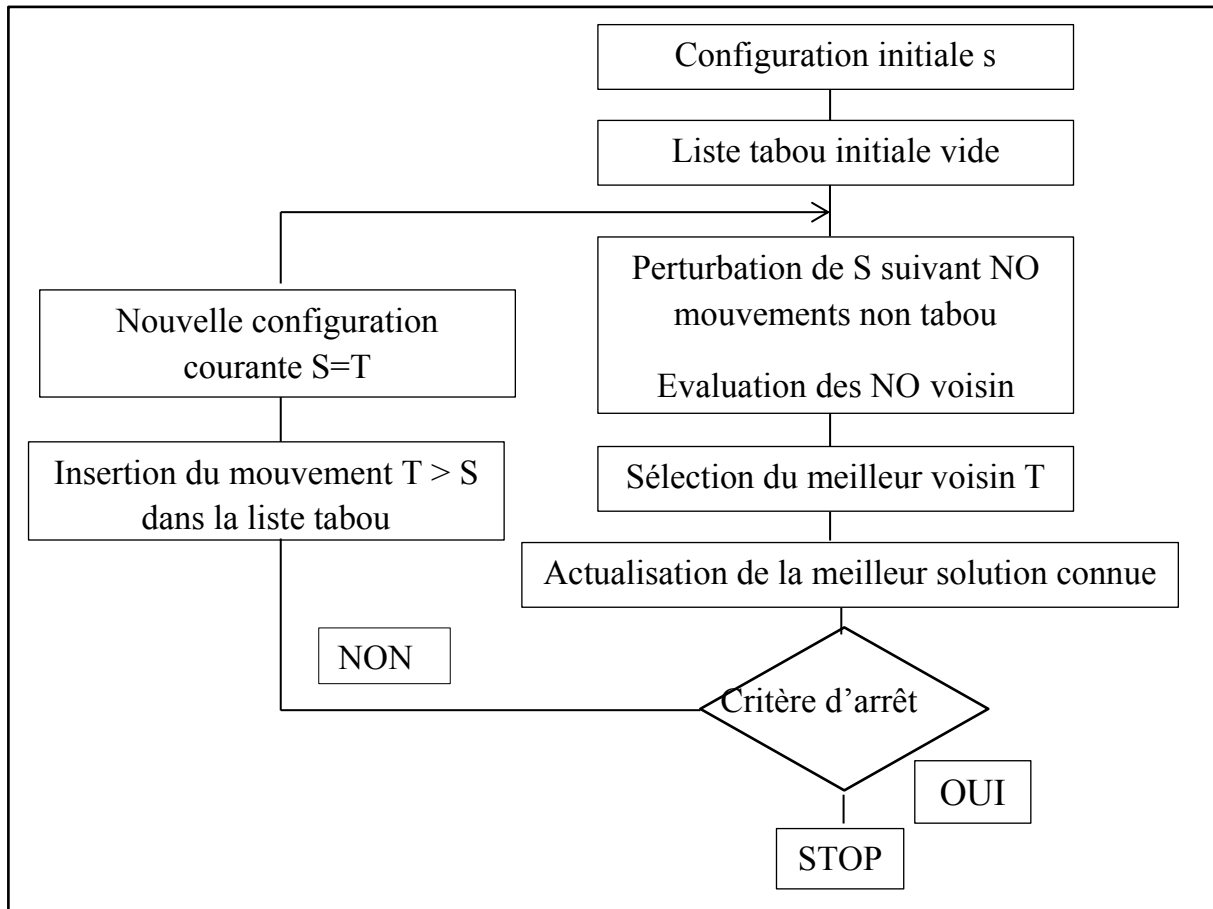 Configuration initiale s
Liste tabou initiale vide
Perturbation de S suivant NO
mouvements non tabou
Evaluation des NO voisin
Sélection du meilleur voisin T
Actualisation de la meilleur solution connue
Critère d’arrêt
OUI
STOP
NON
Insertion du mouvement T > S
dans la liste tabou
Nouvelle configuration
courante S=T